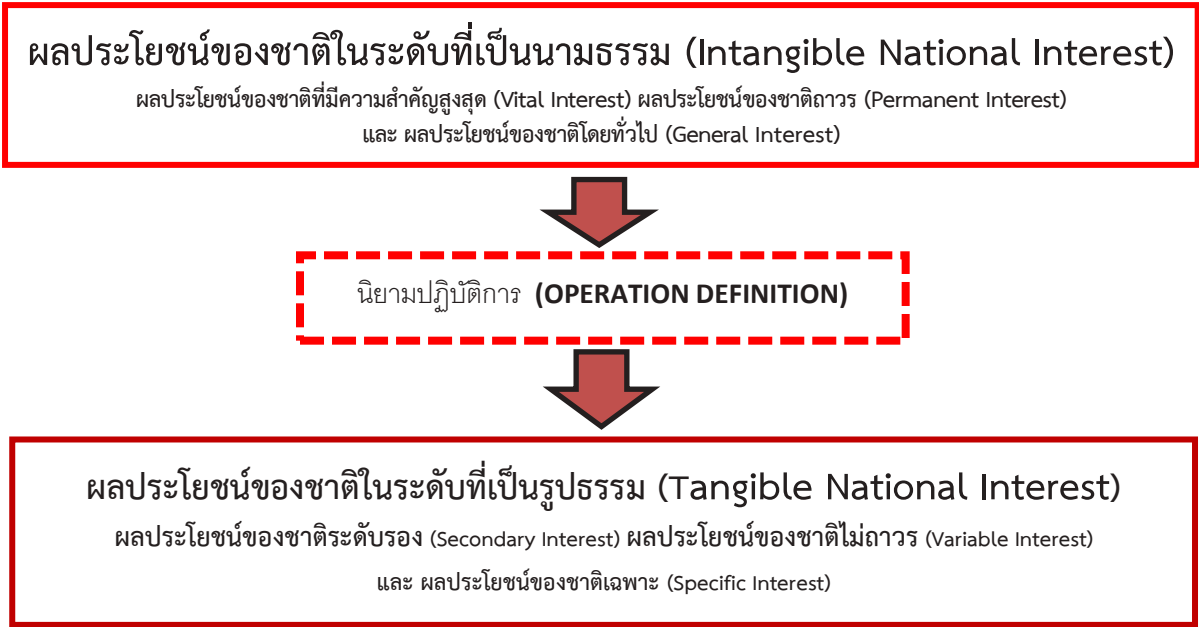 ผลประโยชน์ของชาติในระดับที่เป็นนามธรรม (Intangible National Interest)
ผลประโยชน์ของชาติที่มีความสำคัญสูงสุด (Vital Interest) ผลประโยชน์ของชาติถาวร (Permanent Interest)
และ ผลประโยชน์ของชาติโดยทั่วไป (General Interest)
นิยามปฏิบัติการ (OPERATION DEFINITION)
ผลประโยชน์ของชาติในระดับที่เป็นรูปธรรม (Tangible National Interest)
ผลประโยชน์ของชาติระดับรอง (Secondary Interest) ผลประโยชน์ของชาติไม่ถาวร (Variable Interest)
และ ผลประโยชน์ของชาติเฉพาะ (Specific Interest)